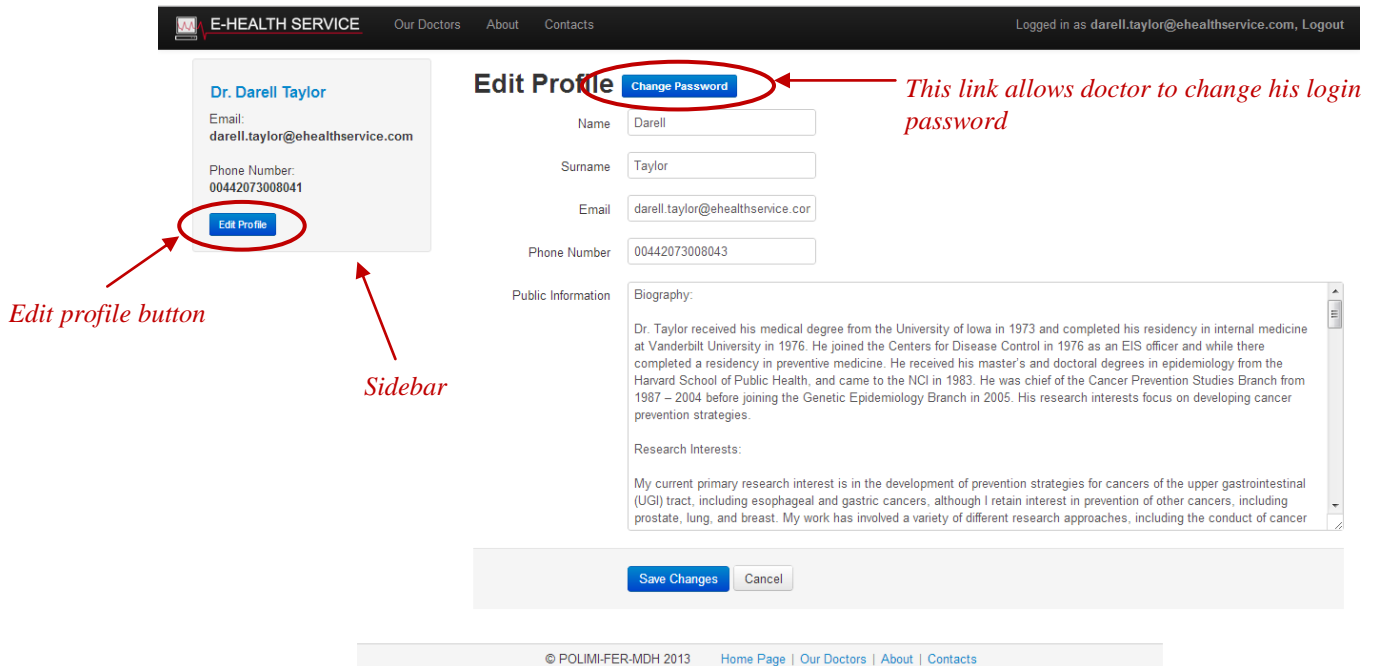 E-HEALTH SERVICE Our Doctors About Contacts Logged in as darell.taylor@ehealthservice.com, Logout
Dr. Darell Taylor
Email:
darell.taylor@ehealthservice.com
Phone Number:
00442073008041
Edit Profile
Edit profile button
Sidebar
Edit Profile Change Password
This link allows doctor to change his login
password
Name Darell
Surname Taylor
Email darell.taylor@ehealthservice.cor
Phone Number 00442073008043
Public Information Biography:
Dr. Taylor received his medical degree from the University of Iowa in 1973 and completed his residency in internal medicine
at Vanderbilt University in 1976. He joined the Centers for Disease Control in 1976 as an EIS officer and while there
completed a residency in preventive medicine. He received his master's and doctoral degrees in epidemiology from the
Harvard School of Public Health, and came to the NCI in 1983. He was chief of the Cancer Prevention Studies Branch from
1987 – 2004 before joining the Genetic Epidemiology Branch in 2005. His research interests focus on developing cancer
prevention strategies.
Research Interests:
My current primary research interest is in the development of prevention strategies for cancers of the upper gastrointestinal
(UGI) tract, including esophageal and gastric cancers, although I retain interest in prevention of other cancers, including
prostate, lung, and breast. My work has involved a variety of different research approaches, including the conduct of cancer
Save Changes Cancel
© POLIMI-FER-MDH 2013 Home Page | Our Doctors | About | Contacts